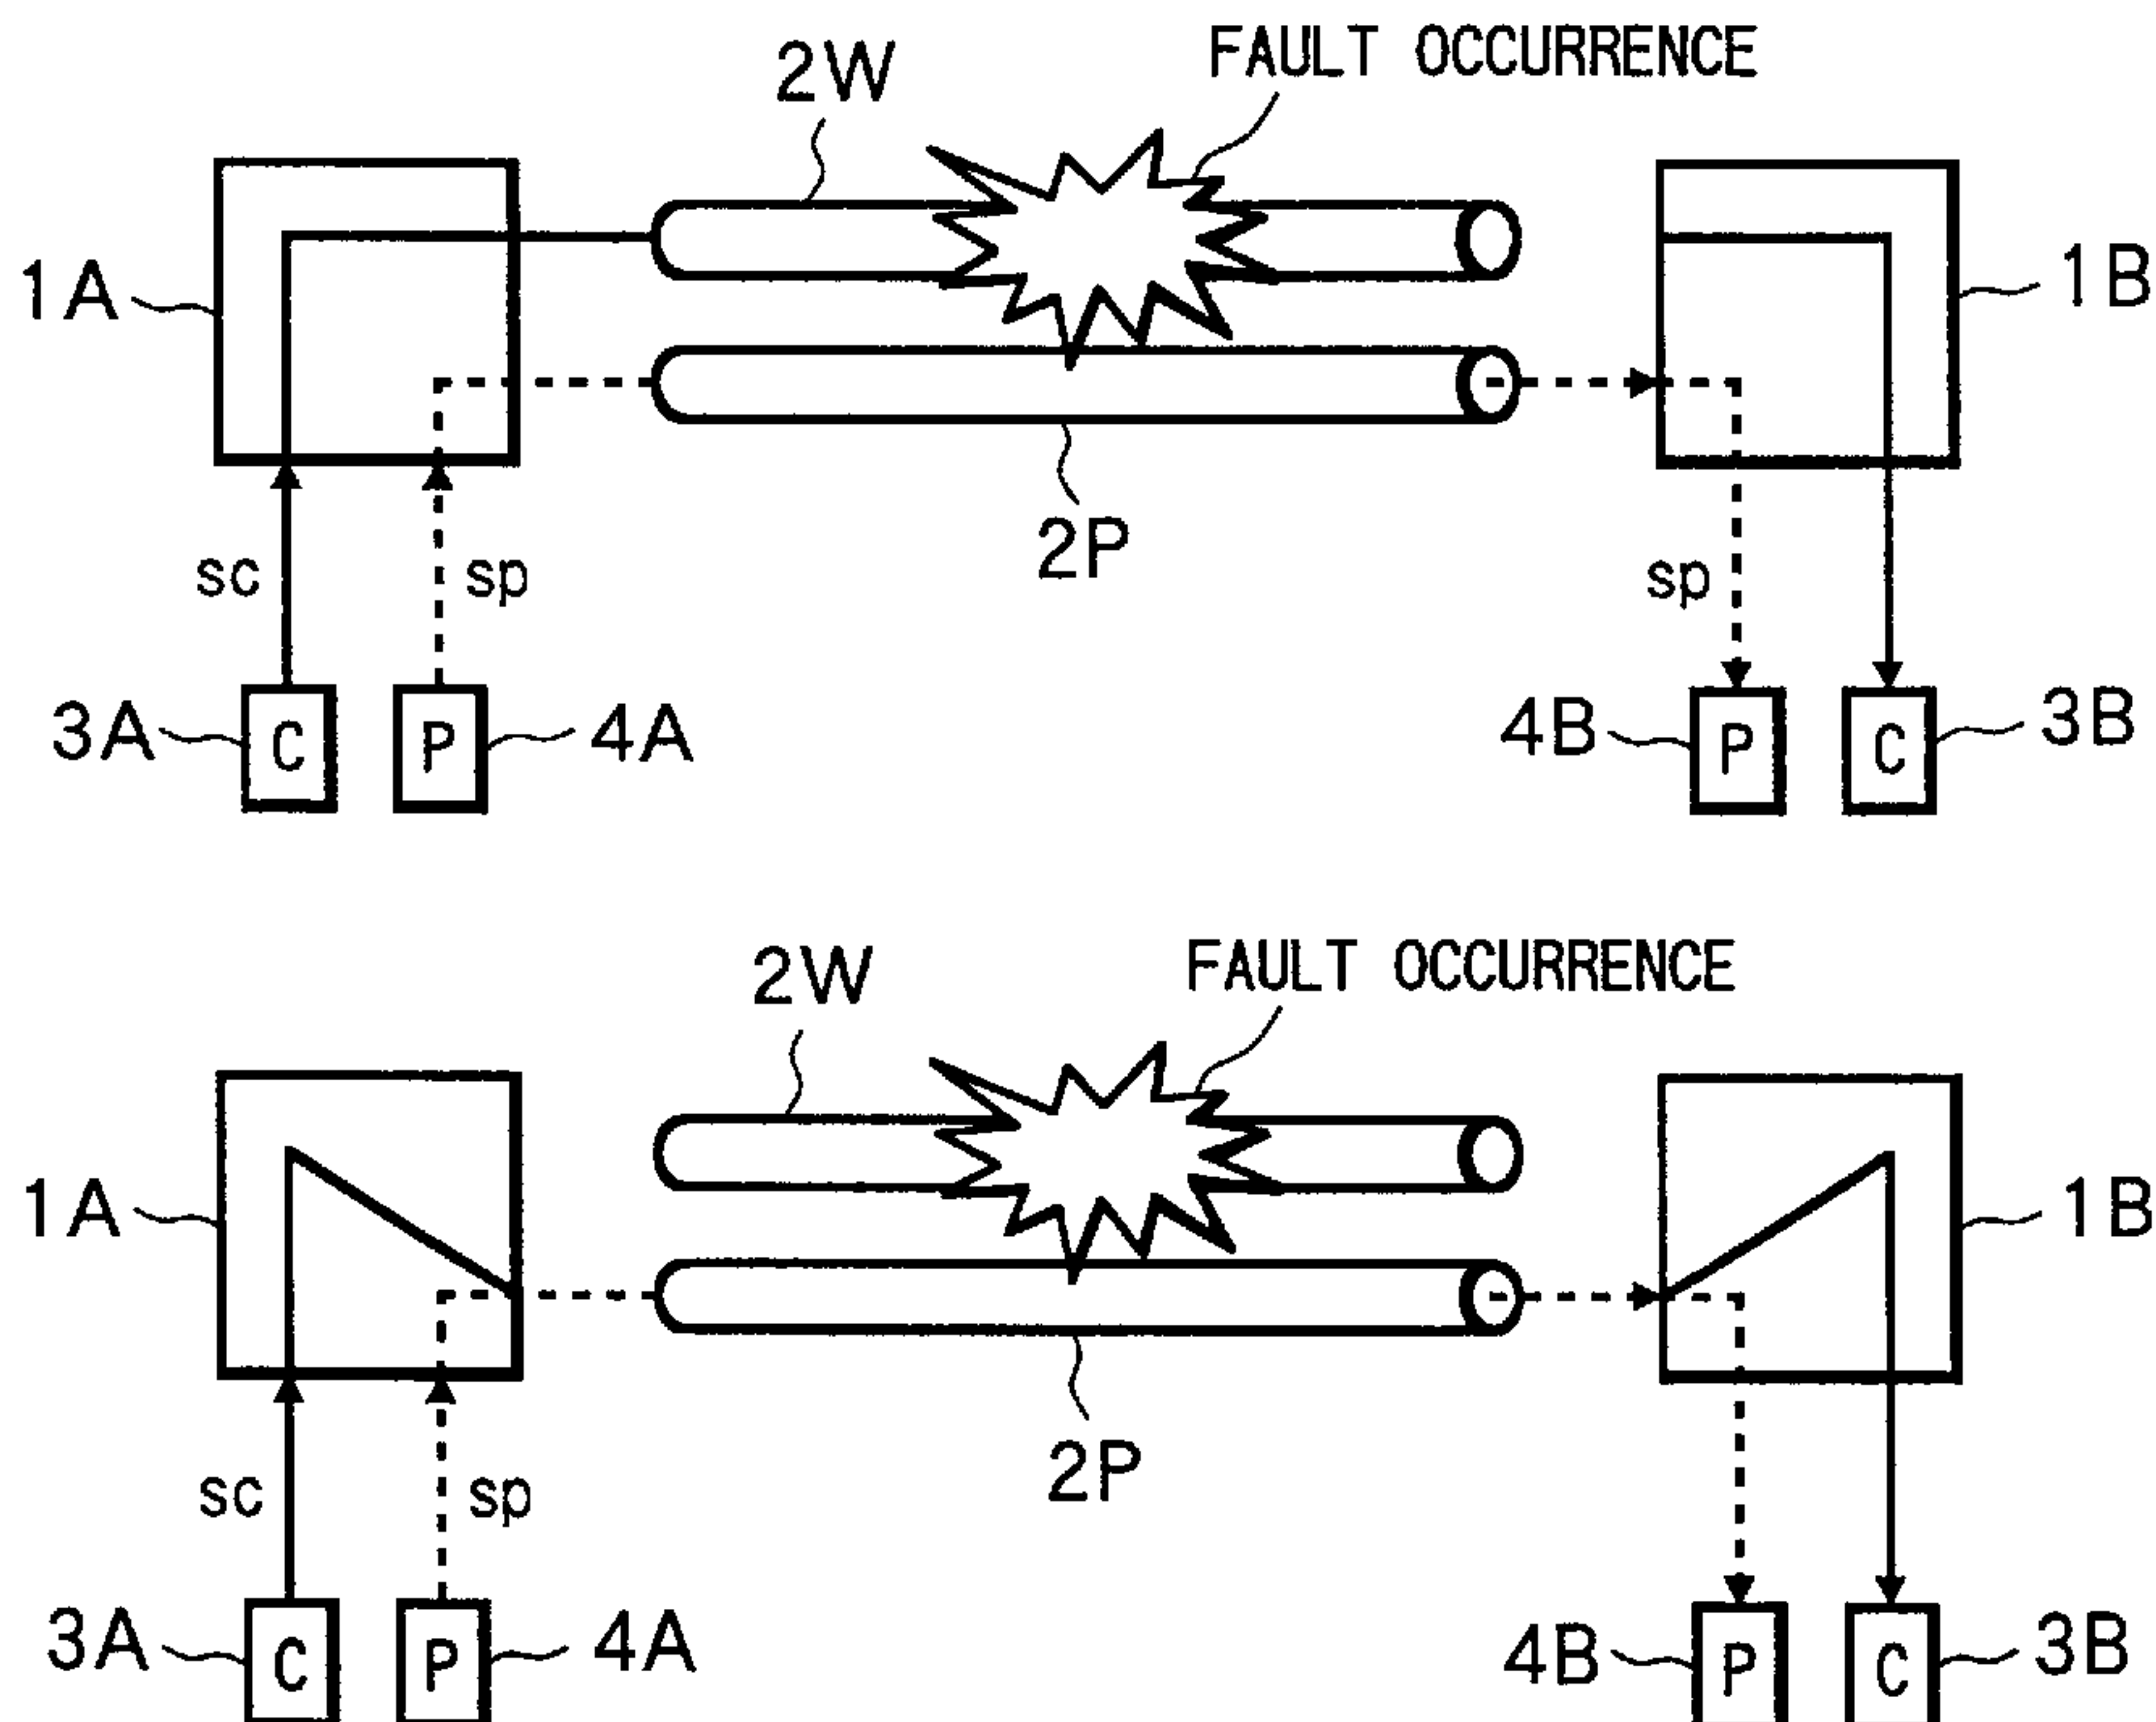 2W FAULT OCCURRENCE
1A 1B
2P
sc sp sp
3A C P 4A 4B P C 3B
2W FAULT OCCURRENCE
1A 1B
2P
sc sp
3A C P 4A 4B P C 3B